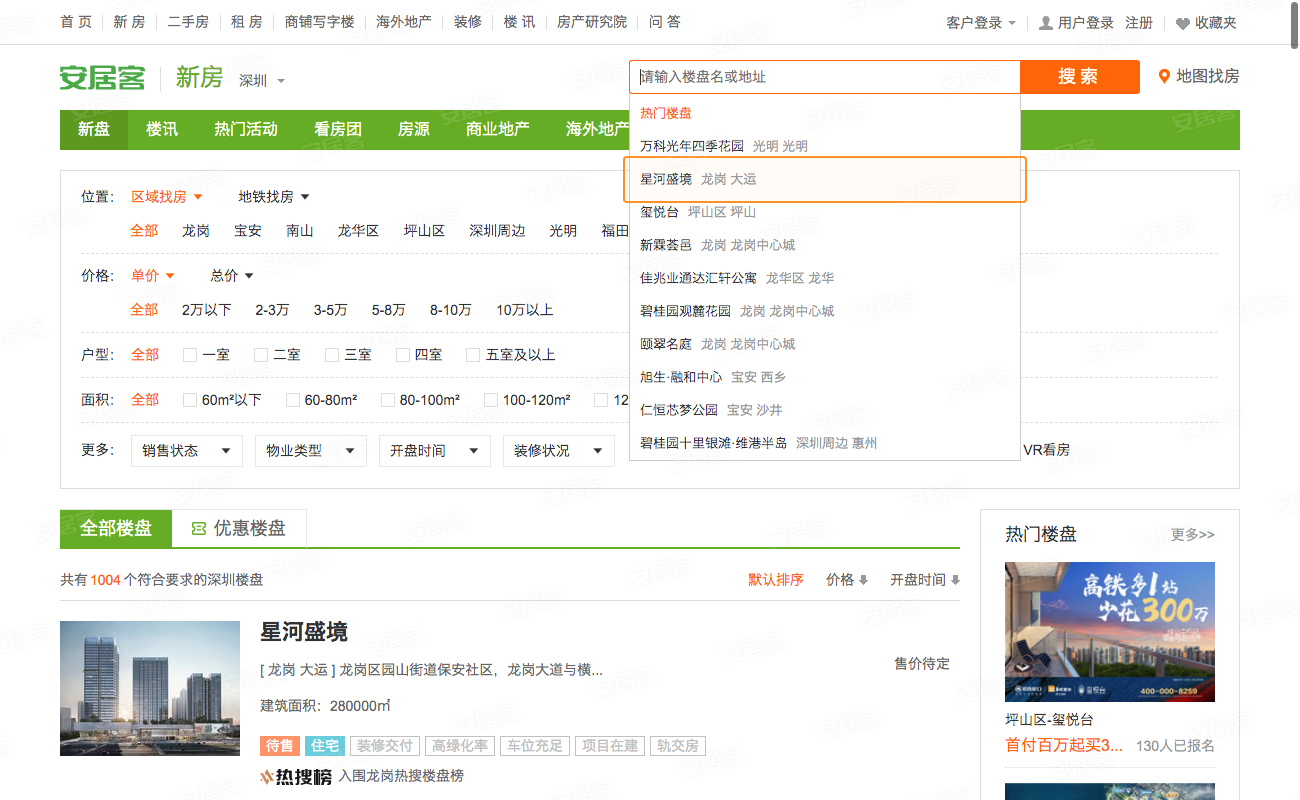 首 页 新 房 二手房 租 房 商铺写字楼 海外地产 装修 楼 讯 房产研究院 问 答 客户登录 用户登录 注册 收藏夹
安居客 新房 深圳 请输入楼盘名或地址 搜 索 地图找房
新盘 楼讯 热门活动 看房团 房源 商业地产 海外地产
热门楼盘
万科光年四季花园 光明 光明
星河盛境 龙岗 大运
玺悦台 坪山区 坪山
新霖荟邑 龙岗 龙岗中心城
佳兆业通达汇轩公寓 龙华区 龙华
碧桂园观麓花园 龙岗 龙岗中心城
颐翠名庭 龙岗 龙岗中心城
旭生·融和中心 宝安 西乡
仁恒芯梦公园 宝安 沙井
碧桂园十里银滩·维港半岛 深圳周边 惠州
位置: 区域找房 地铁找房
全部 龙岗 宝安 南山 龙华区 坪山区 深圳周边 光明 福田
价格: 单价 总价
全部 2万以下 2-3万 3-5万 5-8万 8-10万 10万以上
户型: 全部 一室 二室 三室 四室 五室及以上
面积: 全部 60m²以下 60-80m² 80-100m² 100-120m² 12
更多: 销售状态 物业类型 开盘时间 装修状况 VR看房
全部楼盘 优惠楼盘
共有1004个符合要求的深圳楼盘 默认排序 价格 开盘时间
星河盛境
[ 龙岗 大运 ] 龙岗区园山街道保安社区，龙岗大道与横...
售价待定
建筑面积: 280000㎡
待售 住宅 装修交付 高绿化率 车位充足 项目在建 轨交房
热搜榜 入围龙岗热搜楼盘榜
热门楼盘 更多>>
高铁多1站
少花300万
400-000-8259
坪山区-玺悦台
首付百万起买3... 130人已报名